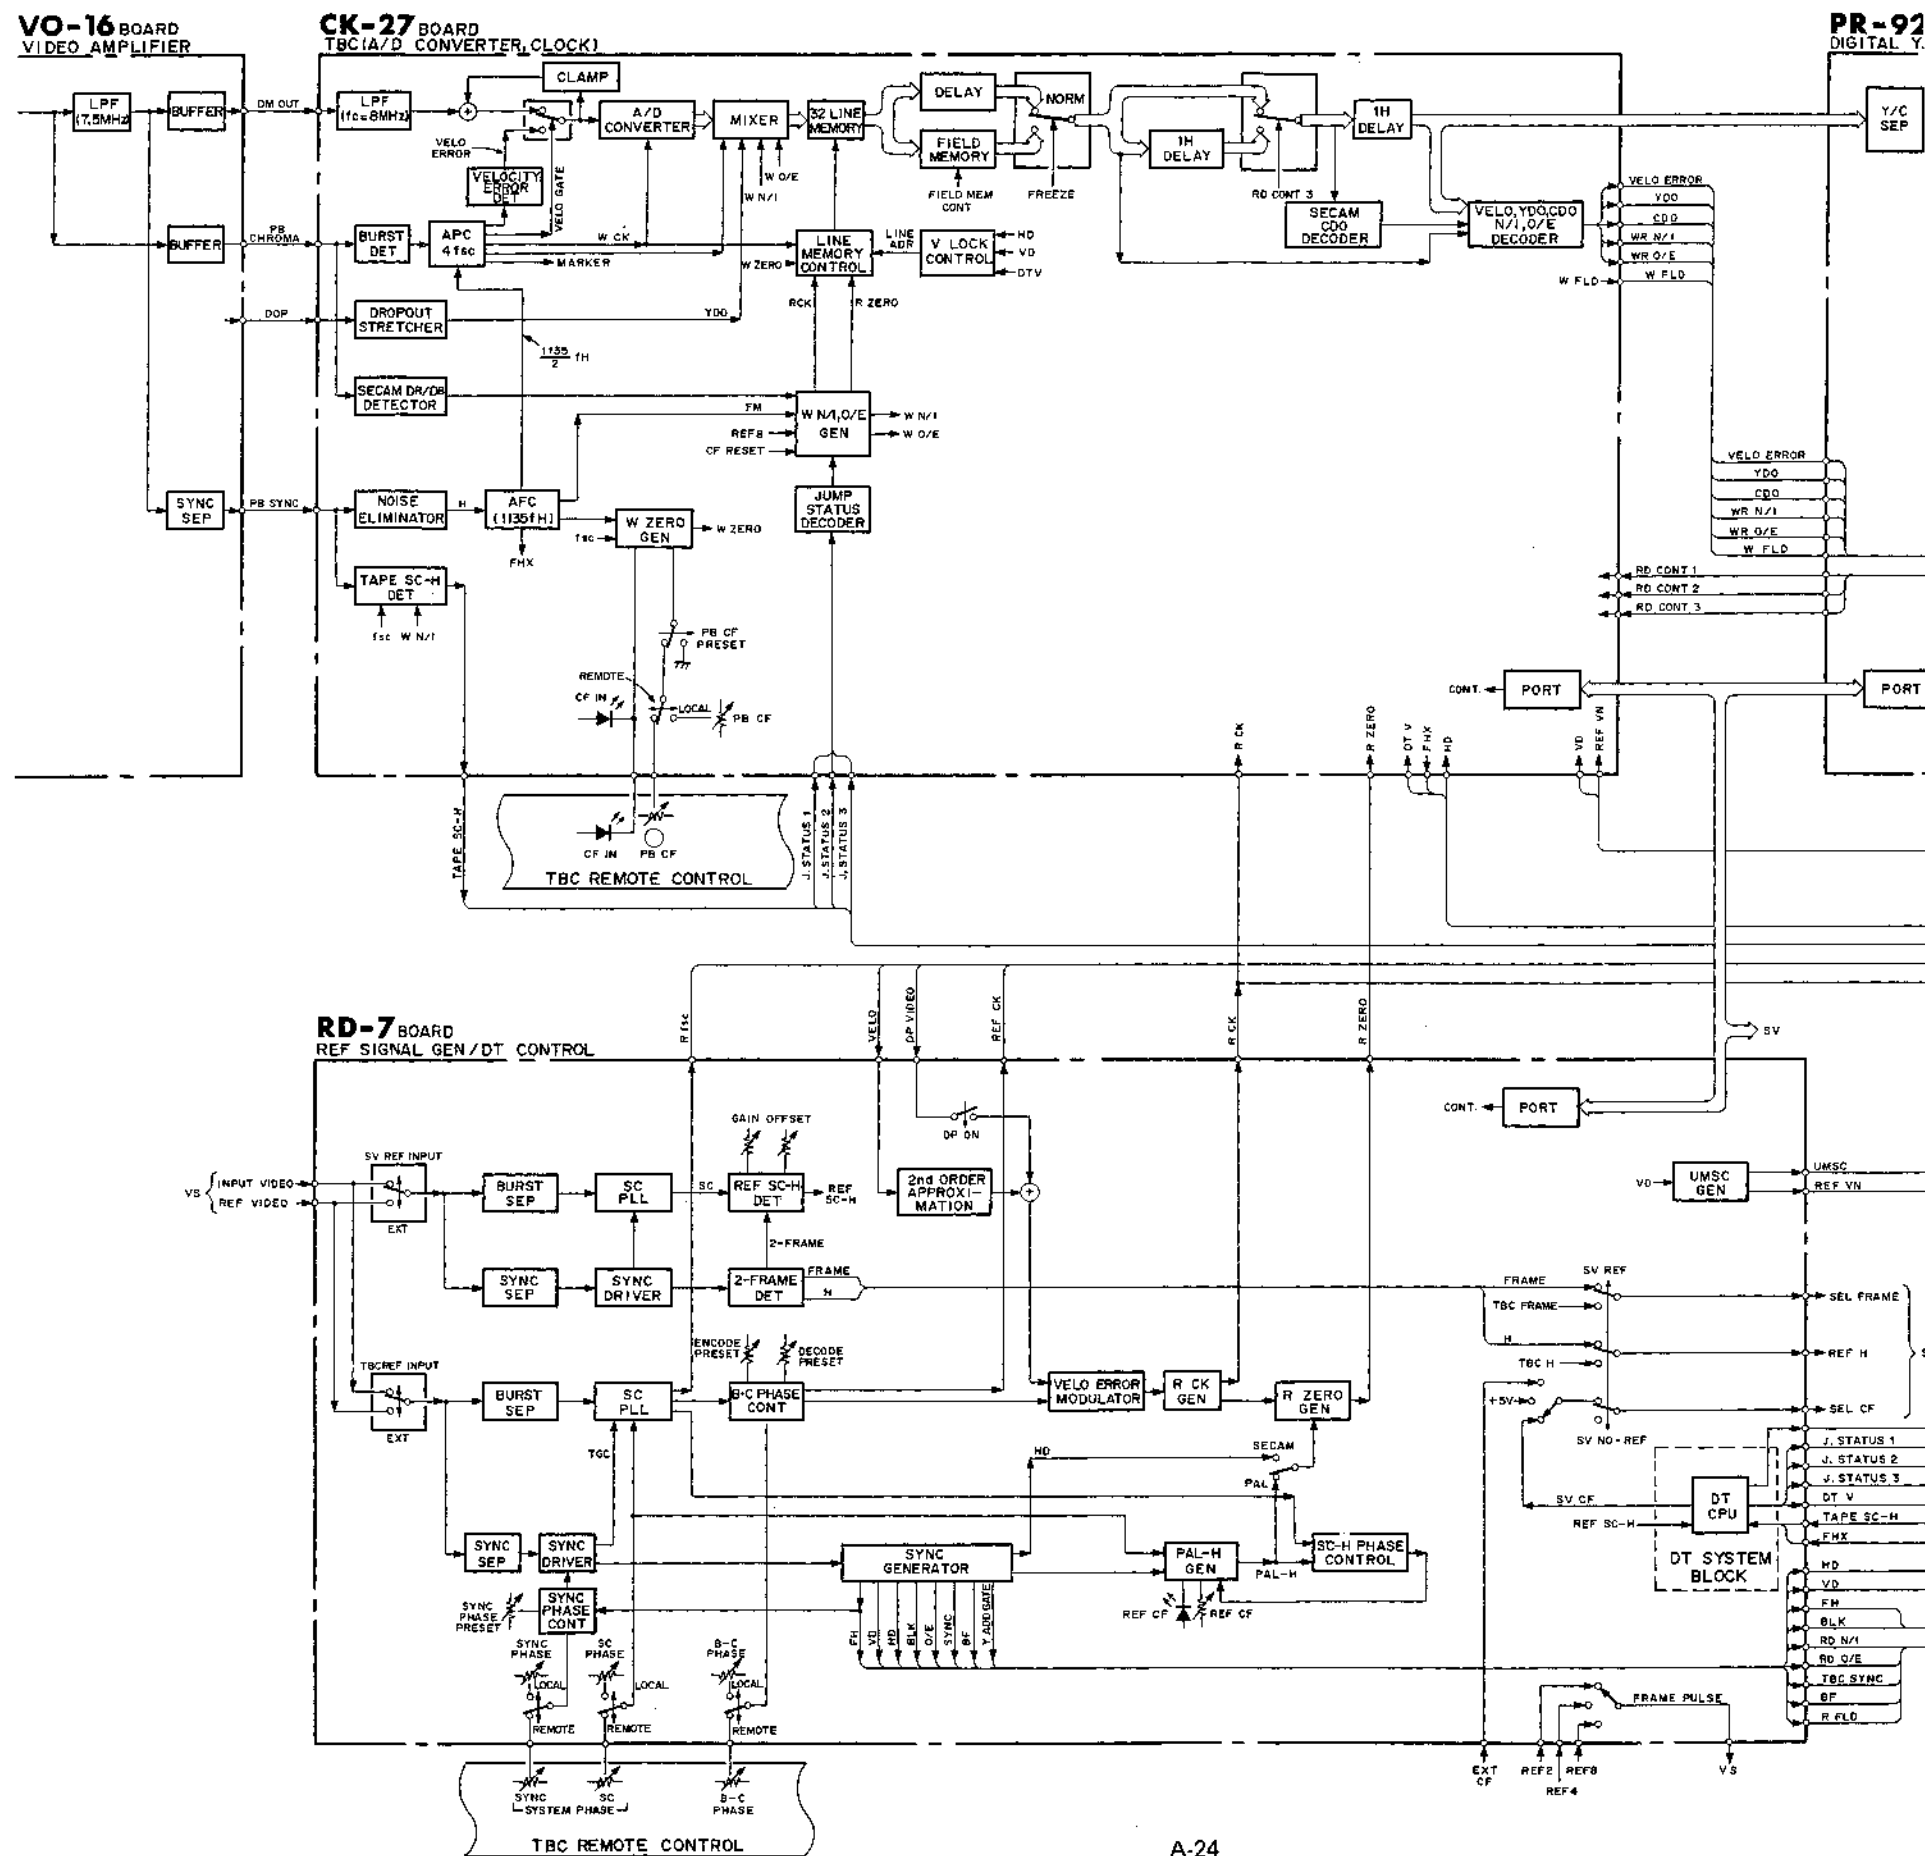 VO-16 BOARD
VIDEO AMPLIFIER
CK-27 BOARD
TBC(A/D CONVERTER, CLOCK)
PR-92
DIGITAL Y.
LPF
(7.5MHz)
BUFFER
DM OUT
BUFFER
PB
CHROMA
DOP
SYNC
SEP
PB SYNC
LPF
(fc=8MHz)
CLAMP
VELO
ERROR
VELOCITY
ERROR
DET
VELO GATE
A/D
CONVERTER
MIXER
W O/E
W N/I
32 LINE
MEMORY
DELAY
FIELD
MEMORY
FIELD MEM
CONT
NORM
FREEZE
1H
DELAY
RD CONT 3
1H
DELAY
Y/C
SEP
BURST
DET
APC
4fsc
W CK
MARKER
W ZERO
LINE
MEMORY
CONTROL
LINE
ADR
V LOCK
CONTROL
HD
VD
DTV
SECAM
CDO
DECODER
VELO,YDO,CDO
N/I,O/E
DECODER
VELO ERROR
YDO
CDO
WR N/I
WR O/E
W FLD
W FLD
DROPOUT
STRETCHER
YDO
RCK
R ZERO
1135
2
fH
SECAM DR/DB
DETECTOR
FM
REF8
CF RESET
W N/I,O/E
GEN
W N/I
W O/E
NOISE
ELIMINATOR
H
AFC
(1135fH)
FHX
fsc
W ZERO
GEN
W ZERO
JUMP
STATUS
DECODER
TAPE SC-H
DET
fsc W N/I
PB CF
PRESET
REMOTE
CF IN
LOCAL
PB CF
VELO ERROR
YDO
CDO
WR N/I
WR O/E
W FLD
RD CONT 1
RD CONT 2
RD CONT 3
CONT.
PORT
PORT
R CK
R ZERO
DT V
FHX
HD
VD
REF VN
TAPE SC-H
CF IN
PB CF
TBC REMOTE CONTROL
J. STATUS 1
J. STATUS 2
J. STATUS 3
SV
RD-7 BOARD
REF SIGNAL GEN/DT CONTROL
R fsc
VELO
DP VIDEO
REF CK
R CK
R ZERO
CONT.
PORT
VS
INPUT VIDEO
REF VIDEO
SV REF INPUT
EXT
BURST
SEP
SC
PLL
SC
GAIN OFFSET
REF SC-H
DET
REF
SC-H
DP ON
2nd ORDER
APPROXI-
MATION
VD
UMSC
GEN
UMSC
REF VN
SYNC
SEP
SYNC
DRIVER
2-FRAME
2-FRAME
DET
FRAME
H
FRAME
TBC FRAME
SV REF
SEL FRAME
H
TBC H
REF H
+5V
SEL CF
SV NO-REF
TBCREF INPUT
EXT
BURST
SEP
SC
PLL
ENCODE
PRESET
DECODE
PRESET
B-C PHASE
CONT
VELO ERROR
MODULATOR
R CK
GEN
R ZERO
GEN
TGC
HD
SECAM
PAL
SV CF
REF SC-H
DT
CPU
DT SYSTEM
BLOCK
J. STATUS 1
J. STATUS 2
J. STATUS 3
DT V
TAPE SC-H
FHX
HD
VD
FH
BLK
RD N/I
RD O/E
TBC SYNC
BF
R FLD
SYNC
SEP
SYNC
DRIVER
SYNC
GENERATOR
PAL-H
GEN
PAL-H
SC-H PHASE
CONTROL
REF CF
REF CF
SYNC
PHASE
PRESET
SYNC
PHASE
CONT
FH
VD
HD
BLK
O/E
SYNC
BF
Y ADD GATE
SYNC
PHASE
SC
PHASE
B-C
PHASE
LOCAL
LOCAL
LOCAL
REMOTE
REMOTE
REMOTE
FRAME PULSE
EXT
CF
REF2
REF4
REF8
VS
SYNC
SC
SYSTEM PHASE
B-C
PHASE
TBC REMOTE CONTROL
A-24